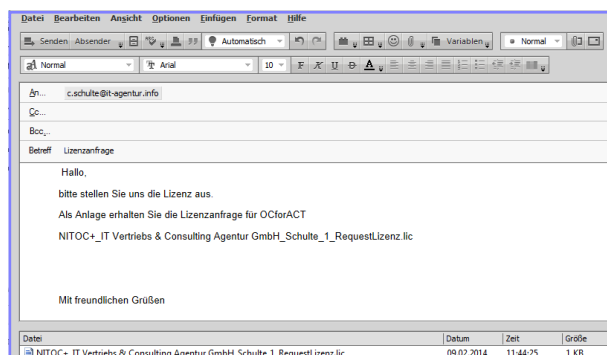 Datei Bearbeiten Ansicht Optionen Einfügen Format Hilfe
Senden Absender Automatisch Variablen Normal
Normal Arial 10 F K U D A
An... c.schulte@it-agentur.info
Cc...
Bcc...
Betreff Lizenzanfrage
Hallo,
bitte stellen Sie uns die Lizenz aus.
Als Anlage erhalten Sie die Lizenzanfrage für OCforACT
NITOC+_IT Vertriebs & Consulting Agentur GmbH_Schulte_1_RequestLizenz.lic
Mit freundlichen Grüßen
Datei Datum Zeit Größe
NITOC+_IT Vertriebs & Consulting Agentur GmbH_Schulte_1_RequestLizenz.lic 09.02.2014 11:44:25 1 KB